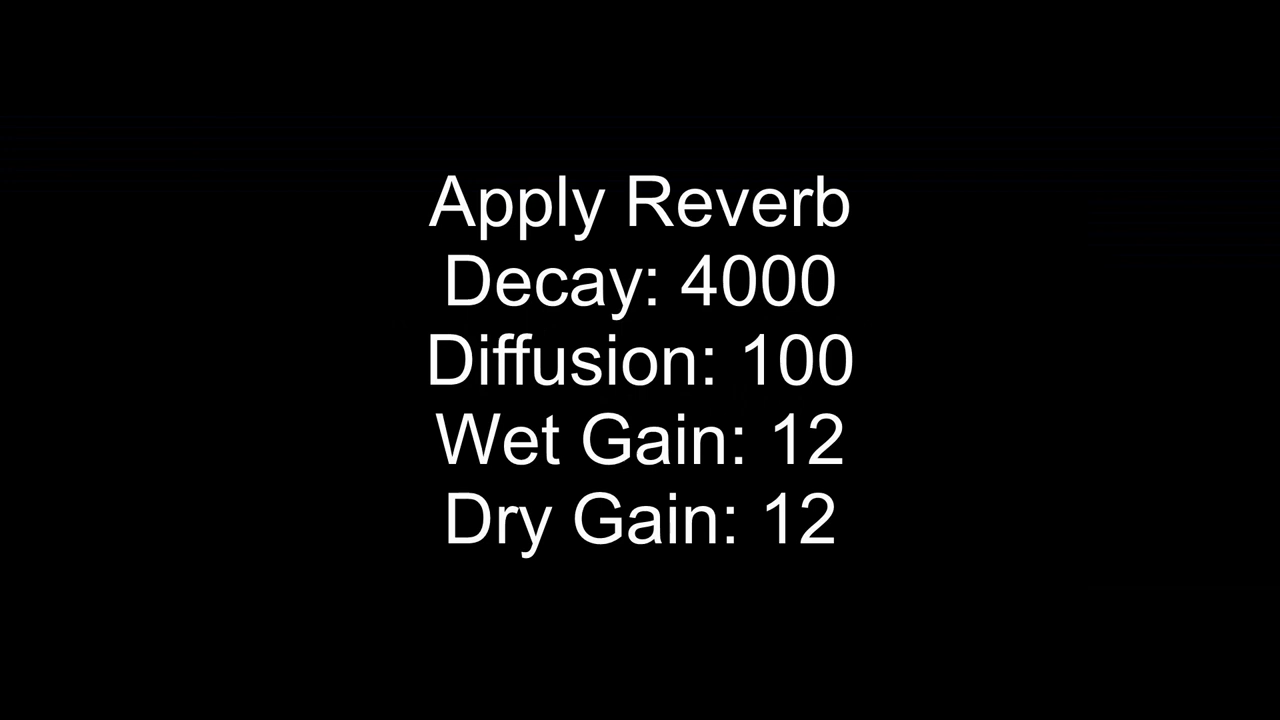 Apply Reverb
Decay: 4000
Diffusion: 100
Wet Gain: 12
Dry Gain: 12